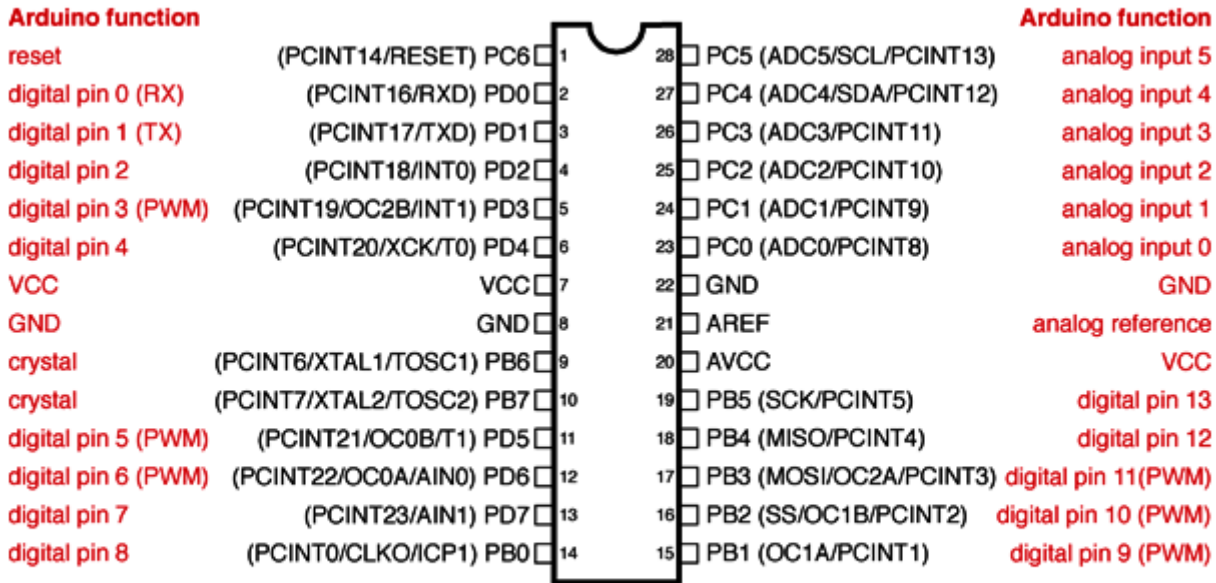 Arduino function Arduino function
reset (PCINT14/RESET) PC6 1 28 PC5 (ADC5/SCL/PCINT13) analog input 5
digital pin 0 (RX) (PCINT16/RXD) PD0 2 27 PC4 (ADC4/SDA/PCINT12) analog input 4
digital pin 1 (TX) (PCINT17/TXD) PD1 3 26 PC3 (ADC3/PCINT11) analog input 3
digital pin 2 (PCINT18/INT0) PD2 4 25 PC2 (ADC2/PCINT10) analog input 2
digital pin 3 (PWM) (PCINT19/OC2B/INT1) PD3 5 24 PC1 (ADC1/PCINT9) analog input 1
digital pin 4 (PCINT20/XCK/T0) PD4 6 23 PC0 (ADC0/PCINT8) analog input 0
VCC VCC 7 22 GND GND
GND GND 8 21 AREF analog reference
crystal (PCINT6/XTAL1/TOSC1) PB6 9 20 AVCC VCC
crystal (PCINT7/XTAL2/TOSC2) PB7 10 19 PB5 (SCK/PCINT5) digital pin 13
digital pin 5 (PWM) (PCINT21/OC0B/T1) PD5 11 18 PB4 (MISO/PCINT4) digital pin 12
digital pin 6 (PWM) (PCINT22/OC0A/AIN0) PD6 12 17 PB3 (MOSI/OC2A/PCINT3) digital pin 11(PWM)
digital pin 7 (PCINT23/AIN1) PD7 13 16 PB2 (SS/OC1B/PCINT2) digital pin 10 (PWM)
digital pin 8 (PCINT0/CLKO/ICP1) PB0 14 15 PB1 (OC1A/PCINT1) digital pin 9 (PWM)